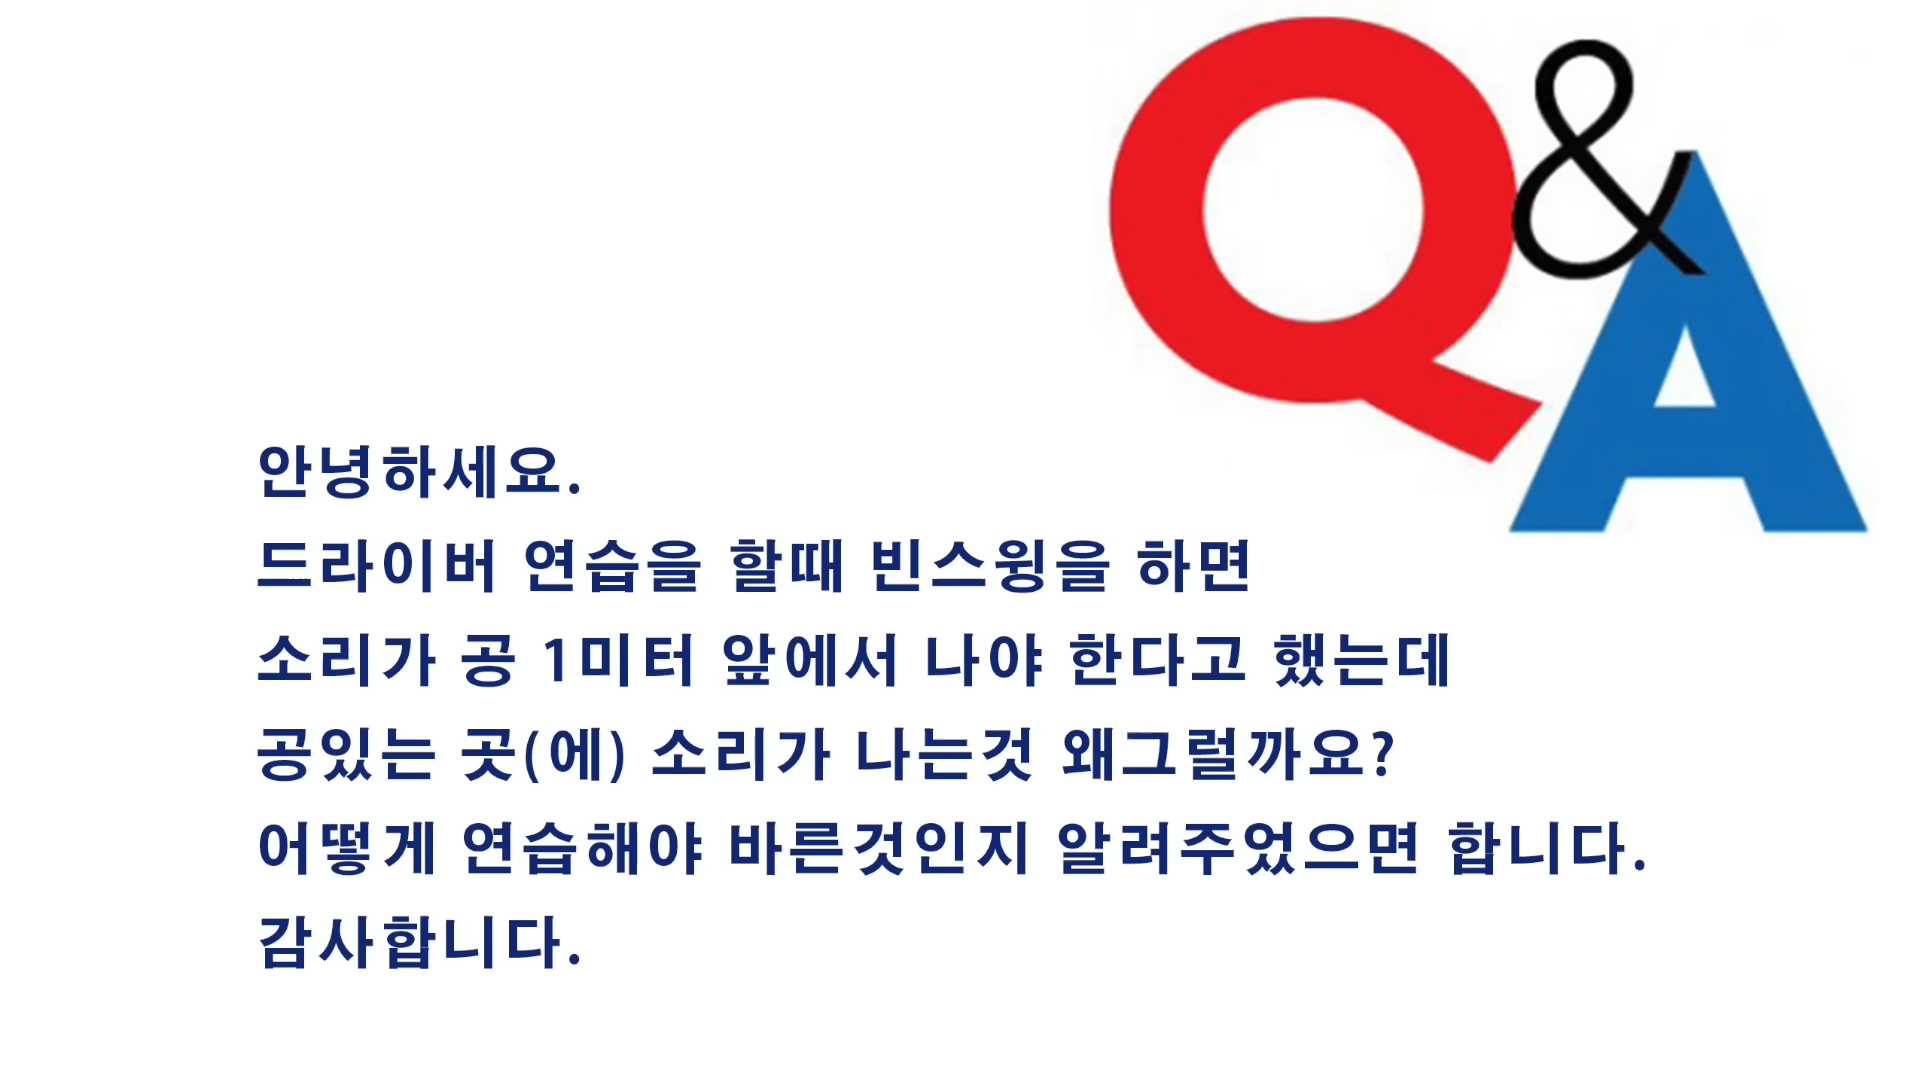 Q&A
안녕하세요.
드라이버 연습을 할때 빈스윙을 하면
소리가 공 1미터 앞에서 나야 한다고 했는데
공있는 곳(에) 소리가 나는것 왜그럴까요?
어떻게 연습해야 바른것인지 알려주었으면 합니다.
감사합니다.